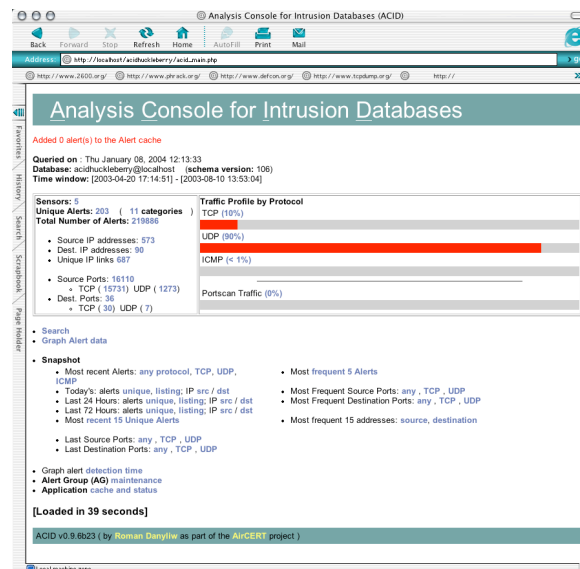 Analysis Console for Intrusion Databases (ACID)
Back Forward Stop Refresh Home AutoFill Print Mail
Address: http://localhost/acidhuckleberry/acid_main.php
http://www.2600.org/ http://www.phrack.org/ http://www.defcon.org/ http://www.tcpdump.org/ http://
Favorites
History
Search
Scrapbook
Page Holder
Analysis Console for Intrusion Databases
Added 0 alert(s) to the Alert cache
Queried on : Thu January 08, 2004 12:13:33
Database: acidhuckleberry@localhost (schema version: 106)
Time window: [2003-04-20 17:14:51] - [2003-08-10 13:53:04]
Sensors: 5
Unique Alerts: 203 ( 11 categories )
Total Number of Alerts: 219886
• Source IP addresses: 573
• Dest. IP addresses: 90
• Unique IP links 687
• Source Ports: 16110
○ TCP ( 15731) UDP ( 1273)
• Dest. Ports: 36
○ TCP ( 30) UDP ( 7)
Traffic Profile by Protocol
TCP (10%)
UDP (90%)
ICMP (< 1%)
Portscan Traffic (0%)
• Search
• Graph Alert data
• Snapshot
• Most recent Alerts: any protocol, TCP, UDP,
ICMP
• Today's: alerts unique, listing; IP src / dst
• Last 24 Hours: alerts unique, listing; IP src / dst
• Last 72 Hours: alerts unique, listing; IP src / dst
• Most recent 15 Unique Alerts
• Last Source Ports: any , TCP , UDP
• Last Destination Ports: any , TCP , UDP
• Most frequent 5 Alerts
• Most Frequent Source Ports: any , TCP , UDP
• Most Frequent Destination Ports: any , TCP , UDP
• Most frequent 15 addresses: source, destination
• Graph alert detection time
• Alert Group (AG) maintenance
• Application cache and status
[Loaded in 39 seconds]
ACID v0.9.6b23 ( by Roman Danyliw as part of the AirCERT project )
Local machine zone